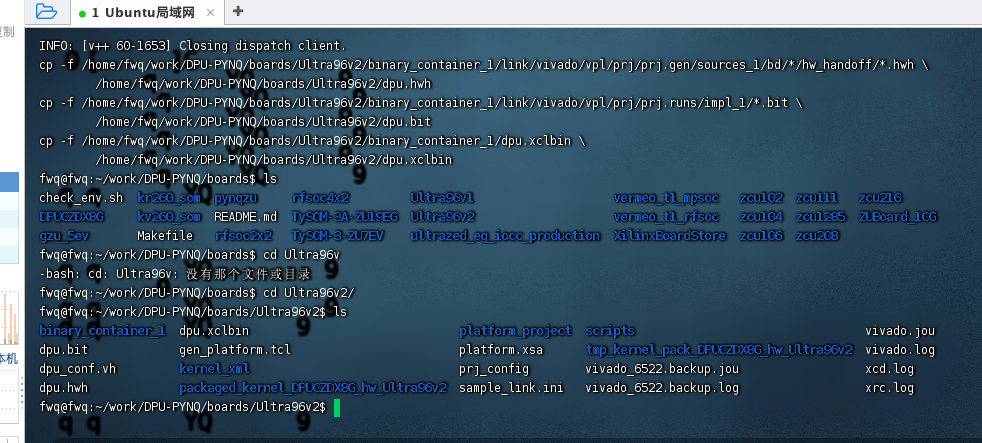 1 Ubuntu局域网 × +
INFO: [v++ 60-1653] Closing dispatch client.
cp -f /home/fwq/work/DPU-PYNQ/boards/Ultra96v2/binary_container_1/link/vivado/vpl/prj/prj.gen/sources_1/bd/*/hw_handoff/*.hwh \
/home/fwq/work/DPU-PYNQ/boards/Ultra96v2/dpu.hwh
cp -f /home/fwq/work/DPU-PYNQ/boards/Ultra96v2/binary_container_1/link/vivado/vpl/prj/prj.runs/impl_1/*.bit \
/home/fwq/work/DPU-PYNQ/boards/Ultra96v2/dpu.bit
cp -f /home/fwq/work/DPU-PYNQ/boards/Ultra96v2/binary_container_1/dpu.xclbin \
/home/fwq/work/DPU-PYNQ/boards/Ultra96v2/dpu.xclbin
fwq@fwq:~/work/DPU-PYNQ/boards$ ls
check_env.sh kr260_som pynqzu rfsoc4x2 Ultra96v1 vermeo_t1_mpsoc zcu102 zcu111 zcu216
DPUCZDX8G kv260_som README.md TySOM-3A-ZU19EG Ultra96v2 vermeo_t1_rfsoc zcu104 zcu1285 ZUBoard_1CG
gzu_5ev Makefile rfsoc2x2 TySOM-3-ZU7EV ultrazed_eg_iocc_production XilinxBoardStore zcu106 zcu208
fwq@fwq:~/work/DPU-PYNQ/boards$ cd Ultra96v
-bash: cd: Ultra96v: 没有那个文件或目录
fwq@fwq:~/work/DPU-PYNQ/boards$ cd Ultra96v2/
fwq@fwq:~/work/DPU-PYNQ/boards/Ultra96v2$ ls
binary_container_1 dpu.xclbin platform_project scripts vivado.jou
dpu.bit gen_platform.tcl platform.xsa tmp_kernel_pack_DPUCZDX8G_hw_Ultra96v2 vivado.log
dpu_conf.vh kernel_xml prj_config vivado_6522.backup.jou xcd.log
dpu.hwh packaged_kernel_DPUCZDX8G_hw_Ultra96v2 sample_link.ini vivado_6522.backup.log xrc.log
fwq@fwq:~/work/DPU-PYNQ/boards/Ultra96v2$